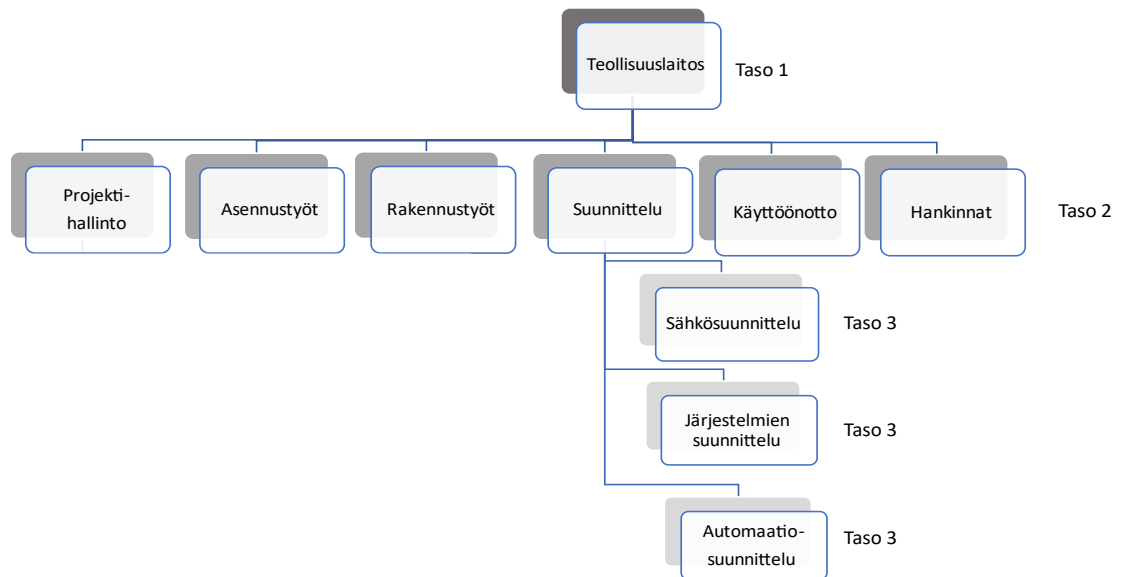 Teollisuuslaitos
Taso 1
Projekti-
hallinto
Asennustyöt
Rakennustyöt
Suunnittelu
Käyttöönotto
Hankinnat
Taso 2
Sähkösuunnittelu
Taso 3
Järjestelmien
suunnittelu
Taso 3
Automaatio-
suunnittelu
Taso 3